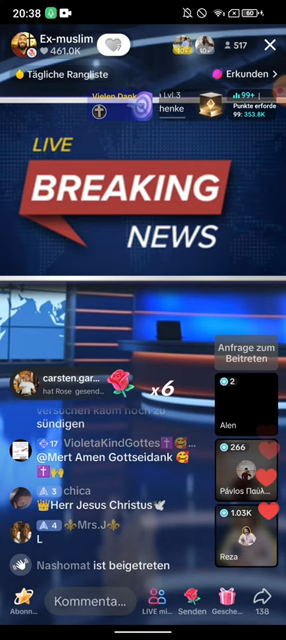 20:38
60
Ex-muslim
461.0K
517
Tägliche Rangliste
Erkunden >
Vielen Dank
Lvl.3
henke
99+
Punkte erforde
99: 353.8K
LIVE
BREAKING
NEWS
carsten.gar...
hat Rose gesend...
x6
Anfrage zum
Beitreten
2
Alen
versuchen kaum noch zu
sündigen
17 VioletaKindGottes✝️🥰...
@Mert Amen Gottseidank 🥰
✝️🙌
266
Pávlos Παύλ...
3 chica
👑Herr Jesus Christus🕊
4 ⚜Mrs.J⚜
L
1.03K
Reza
Nashomat ist beigetreten
Abonn...
Kommenta...
LIVE mi...
Senden
Gesche...
138